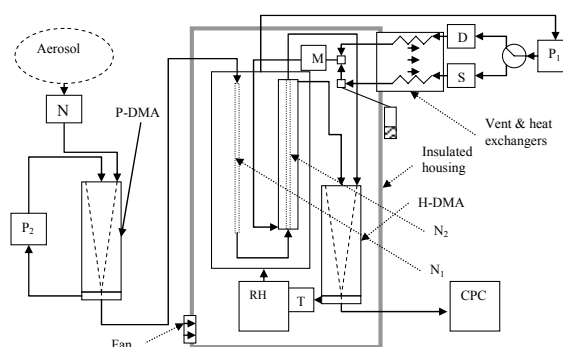 Aerosol
N
P-DMA
P2
Fan
M
D
S
P1
Vent & heat
exchangers
Insulated
housing
H-DMA
N2
N1
RH
T
CPC